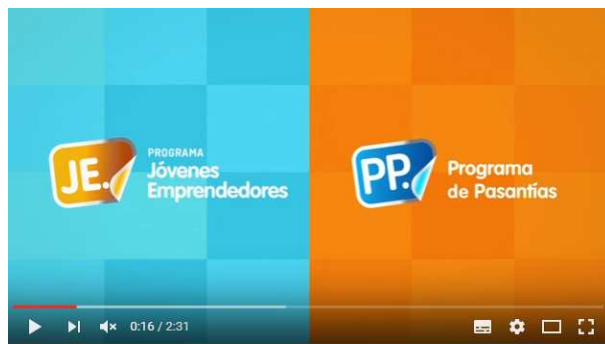 JE.
PROGRAMA
Jóvenes
Emprendedores
PP.
Programa
de Pasantías
0:16 / 2:31